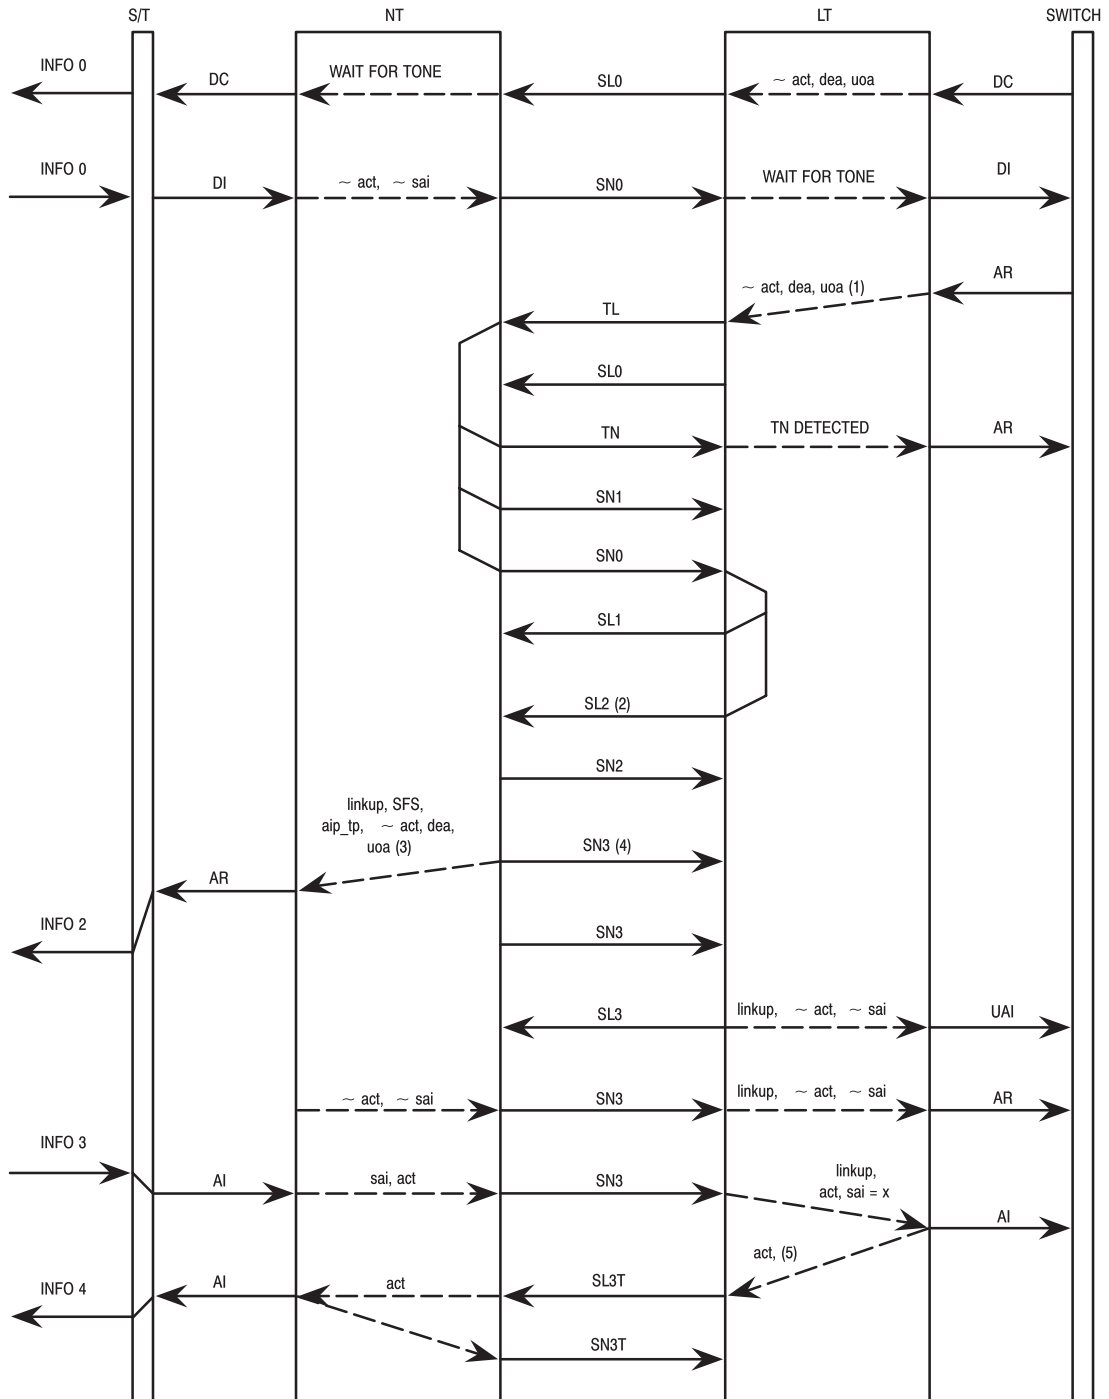 S/T NT LT SWITCH
INFO 0 DC WAIT FOR TONE SL0 ~ act, dea, uoa DC
INFO 0 DI ~ act, ~ sai SN0 WAIT FOR TONE DI
~ act, dea, uoa (1) AR
TL
SL0
TN TN DETECTED AR
SN1
SN0
SL1
SL2 (2)
SN2
linkup, SFS,
aip_tp, ~ act, dea,
uoa (3) SN3 (4)
AR
INFO 2 SN3
SL3 linkup, ~ act, ~ sai UAI
~ act, ~ sai SN3 linkup, ~ act, ~ sai AR
INFO 3
AI sai, act SN3 linkup,
act, sai = x AI
act, (5)
INFO 4 AI act SL3T
SN3T